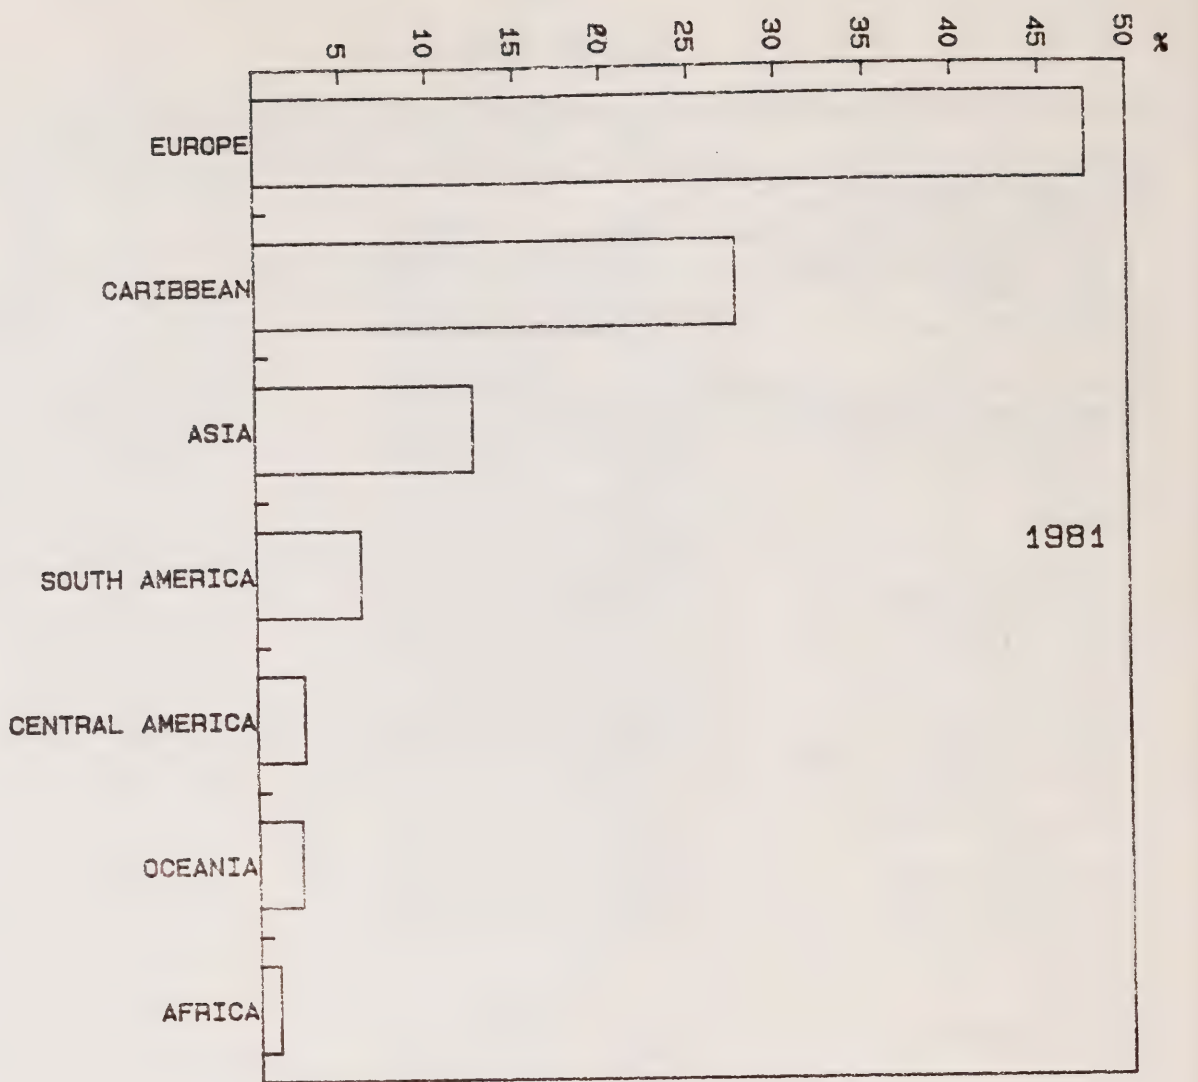 5 10 15 20 25 30 35 40 45 50 %
EUROPE
CARIBBEAN
ASIA
1981
SOUTH AMERICA
CENTRAL AMERICA
OCEANIA
AFRICA